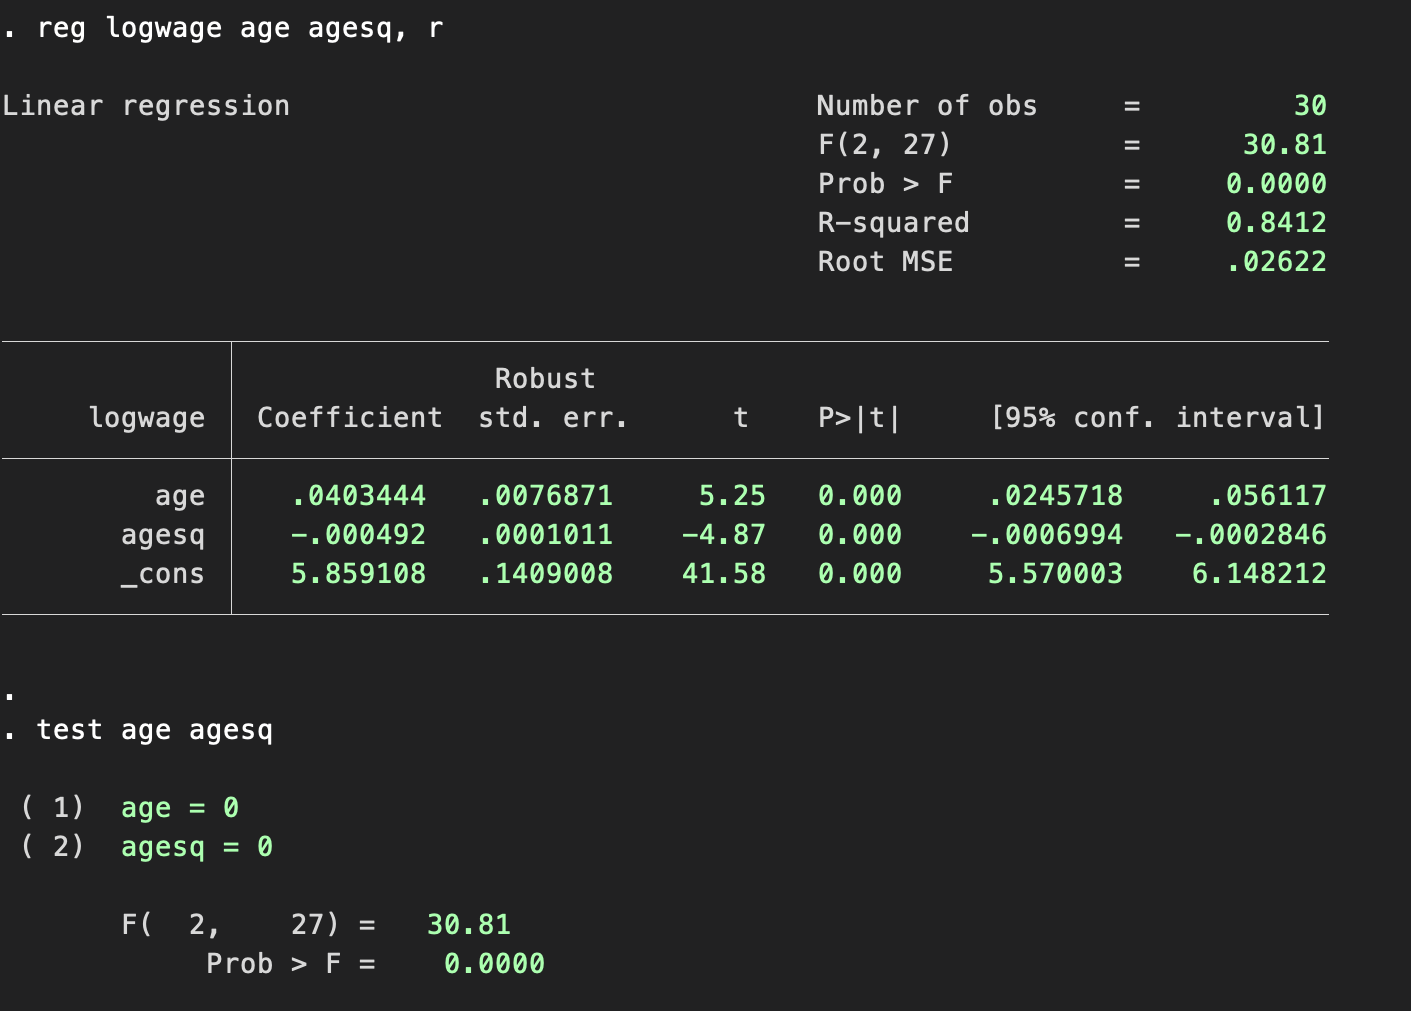 . reg logwage age agesq, r
Linear regression Number of obs = 30
F(2, 27) = 30.81
Prob > F = 0.0000
R-squared = 0.8412
Root MSE = .02622
Robust
logwage Coefficient std. err. t P>|t| [95% conf. interval]
age .0403444 .0076871 5.25 0.000 .0245718 .056117
agesq -.000492 .0001011 -4.87 0.000 -.0006994 -.0002846
_cons 5.859108 .1409008 41.58 0.000 5.570003 6.148212
.
. test age agesq
( 1) age = 0
( 2) agesq = 0
F( 2, 27) = 30.81
Prob > F = 0.0000